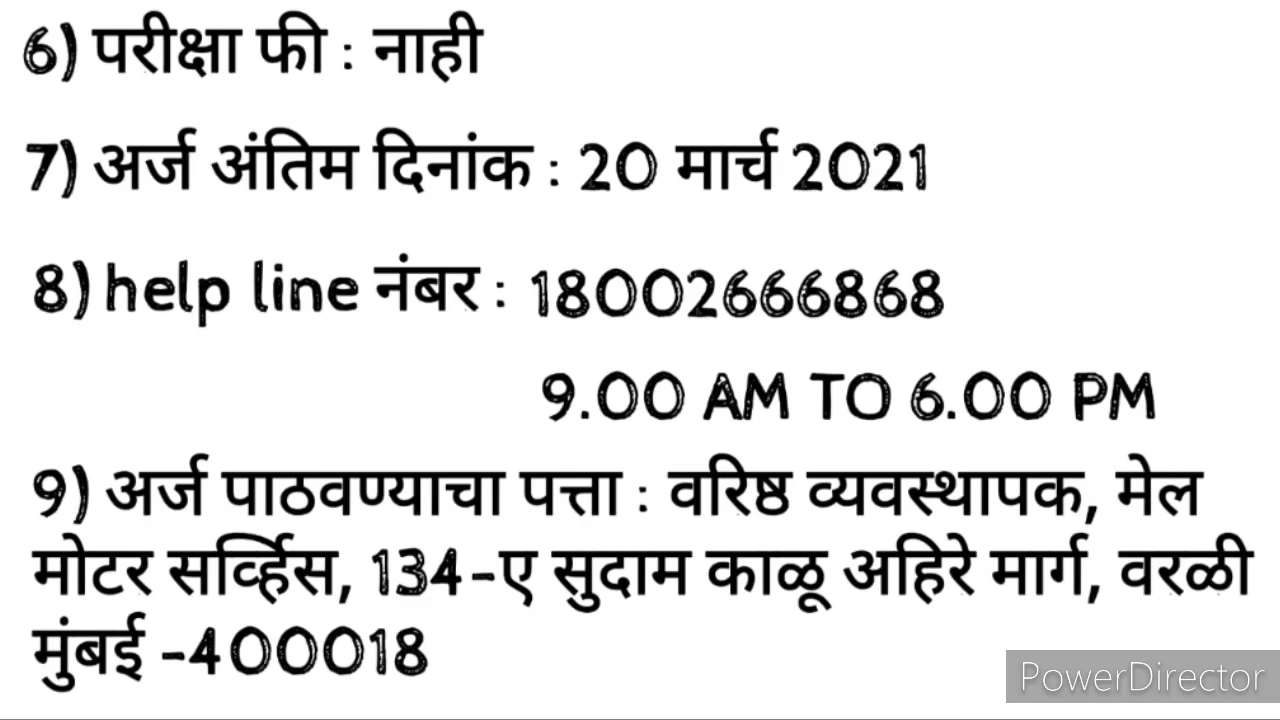 6) परीक्षा फी : नाही
7) अर्ज अंतिम दिनांक : 20 मार्च 2021
8) help line नंबर : 18002666868
9.00 AM TO 6.00 PM
9) अर्ज पाठवण्याचा पत्ता : वरिष्ठ व्यवस्थापक, मेल
मोटर सर्व्हिस, 134-ए सुदाम काळू अहिरे मार्ग, वरळी
मुंबई -400018
PowerDirector